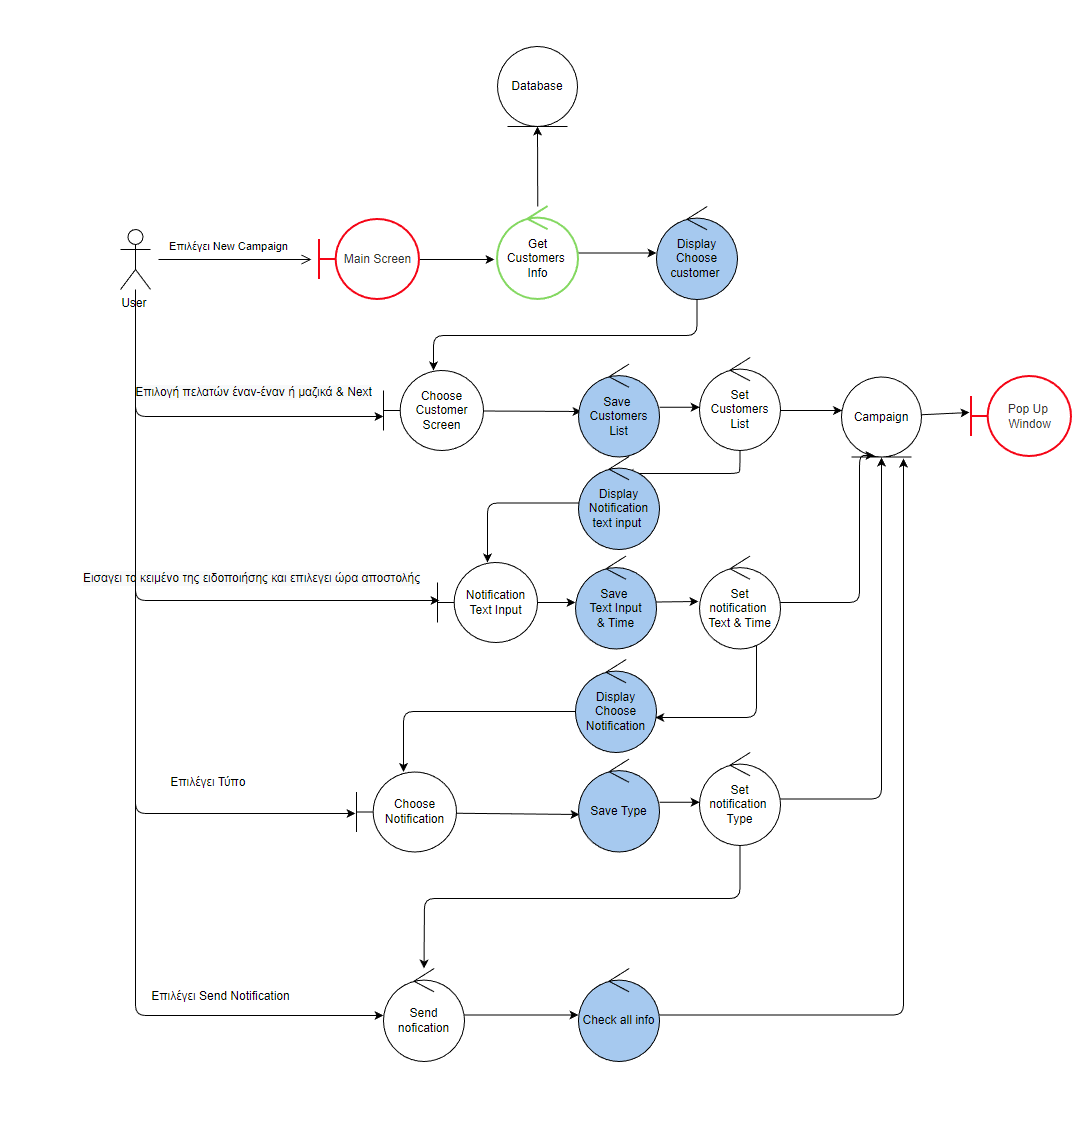 Database
User
Επιλέγει New Campaign
Main Screen
Get
Customers
Info
Display
Choose
customer
Επιλογή πελατών έναν-έναν ή μαζικά & Next
Choose
Customer
Screen
Save
Customers
List
Set
Customers
List
Campaign
Pop Up
Window
Display
Notification
text input
Εισαγει το κειμένο της ειδοποιήσης και επιλεγει ώρα αποστολής
Notification
Text Input
Save
Text Input
& Time
Set
notification
Text & Time
Display
Choose
Notification
Επιλέγει Τύπο
Choose
Notification
Save Type
Set
notification
Type
Επιλέγει Send Notification
Send
nofication
Check all info